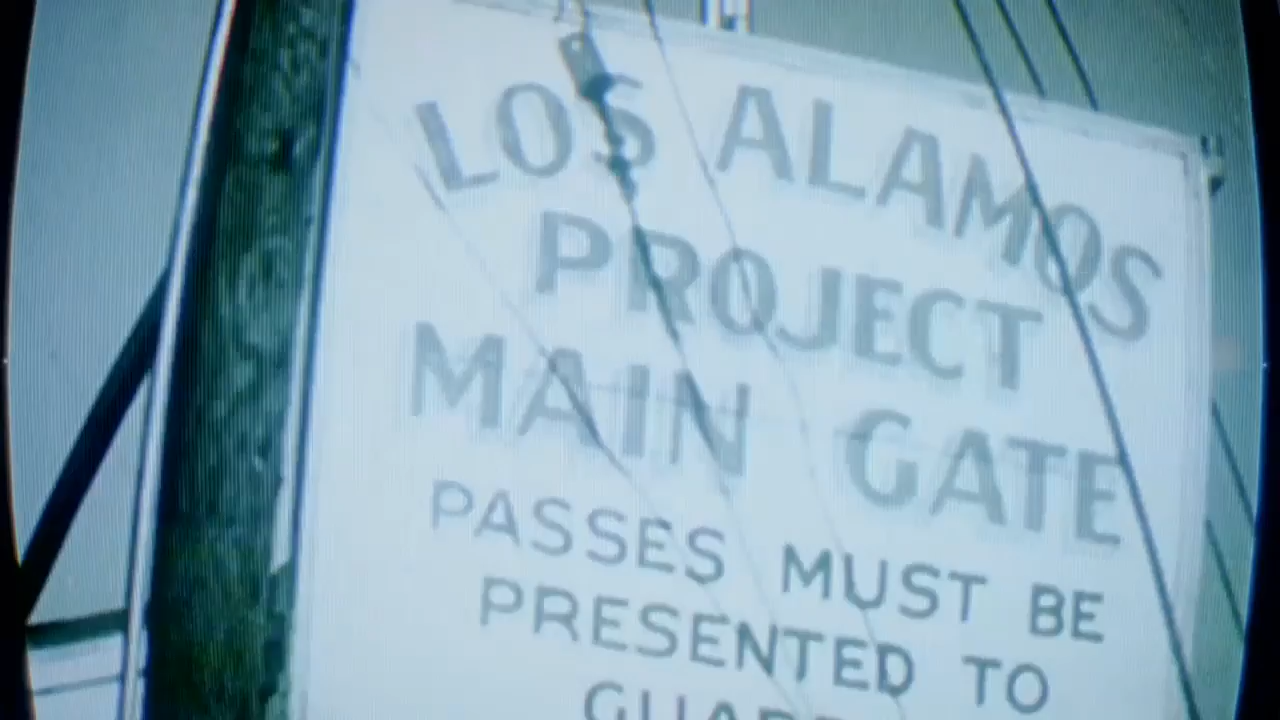 LOS ALAMOS
PROJECT
MAIN GATE
PASSES MUST BE
PRESENTED TO